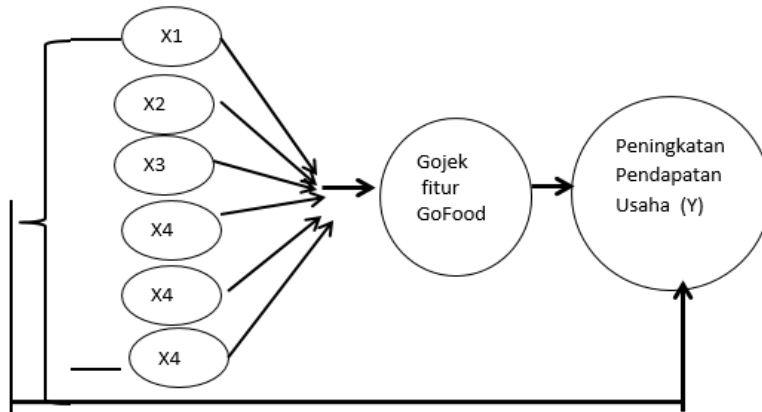 X1
X2
X3
X4
X4
X4
Gojek
fitur
GoFood
Peningkatan
Pendapatan
Usaha (Y)